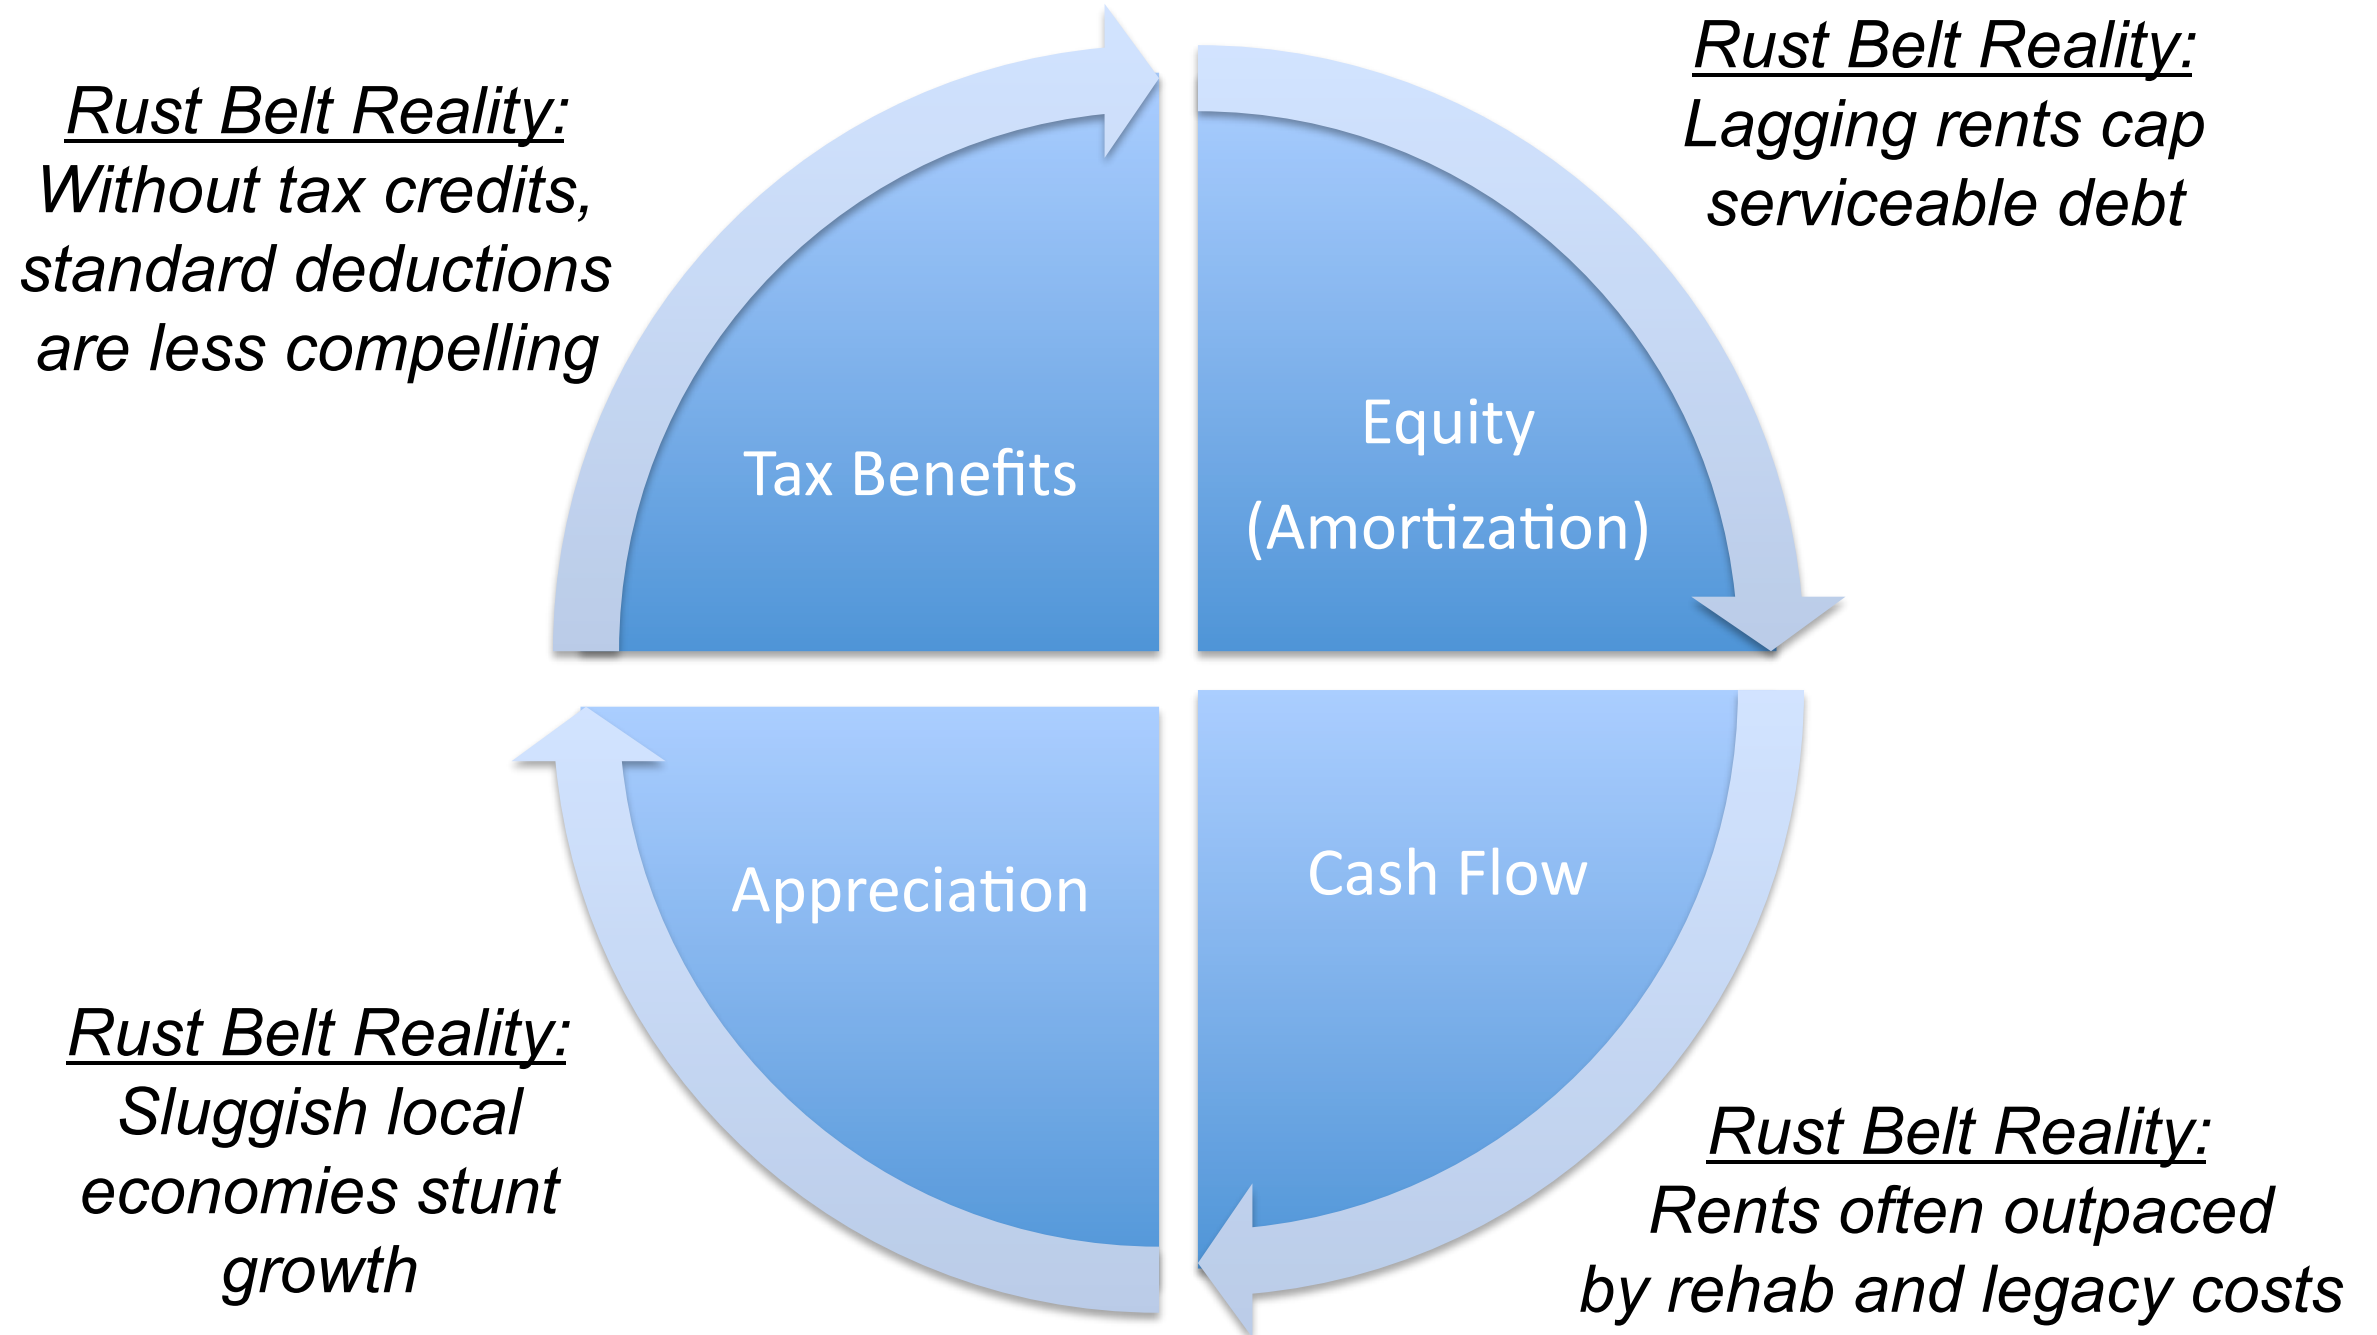 Rust Belt Reality:
Without tax credits,
standard deductions
are less compelling
Rust Belt Reality:
Lagging rents cap
serviceable debt
Tax Benefits
Equity
(Amortization)
Appreciation
Cash Flow
Rust Belt Reality:
Sluggish local
economies stunt
growth
Rust Belt Reality:
Rents often outpaced
by rehab and legacy costs